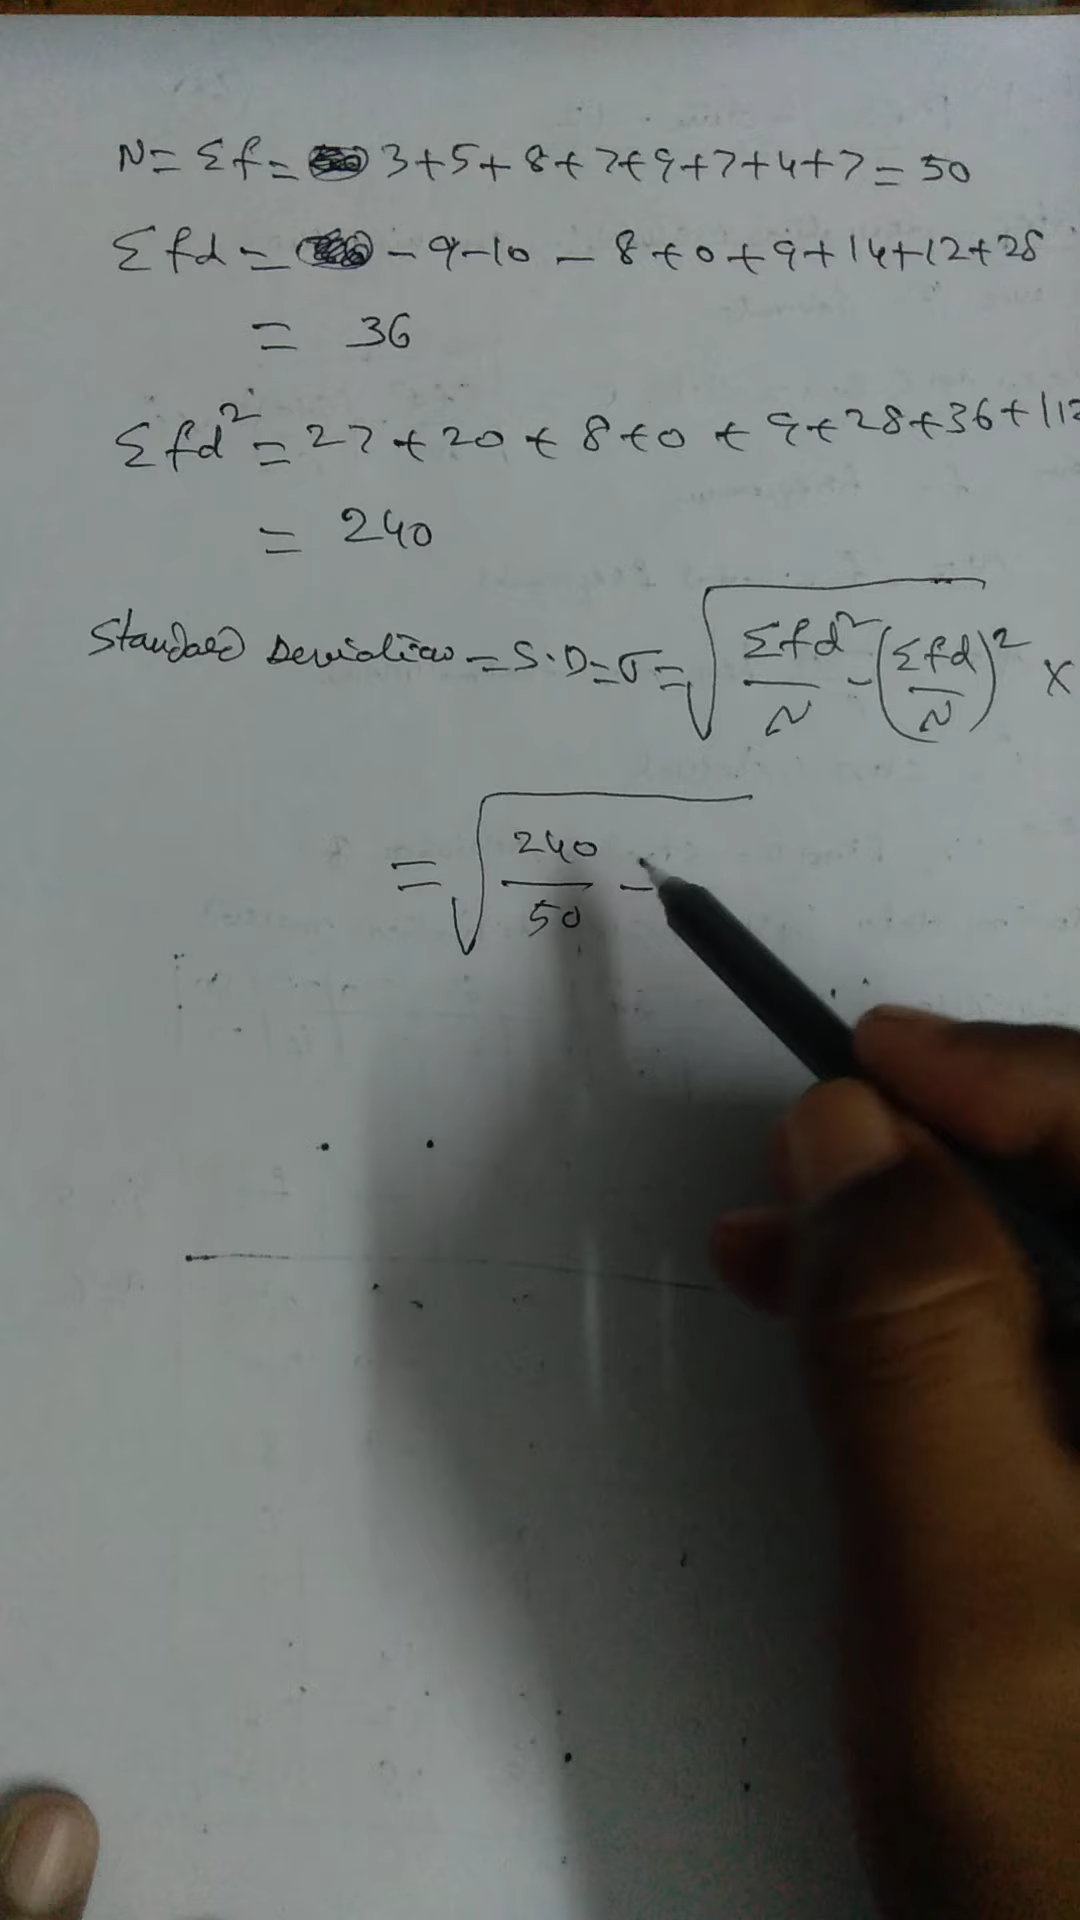 N = Σf = 3+5+8+7+9+7+4+7 = 50
Σfd = -9-10-8+0+9+14+12+28
= 36
Σfd² = 27+20+8+0+9+28+36+112
= 240
Standard Deviation = S.D = σ = √(Σfd²/N - (Σfd/N)²) ×
= √(240/50 -